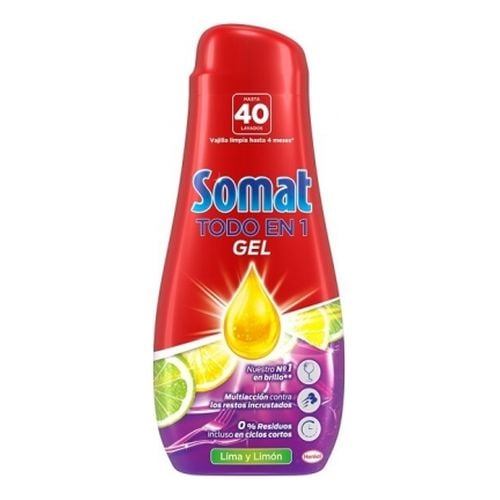 HASTA
40
LAVADOS
Vajilla limpia hasta 4 meses*
Somat
TODO EN 1
GEL
Nuestro Nº1
en brillo**
Multiacción contra
los restos incrustados
0 % Residuos
incluso en ciclos cortos
Lima y Limón
Henkel